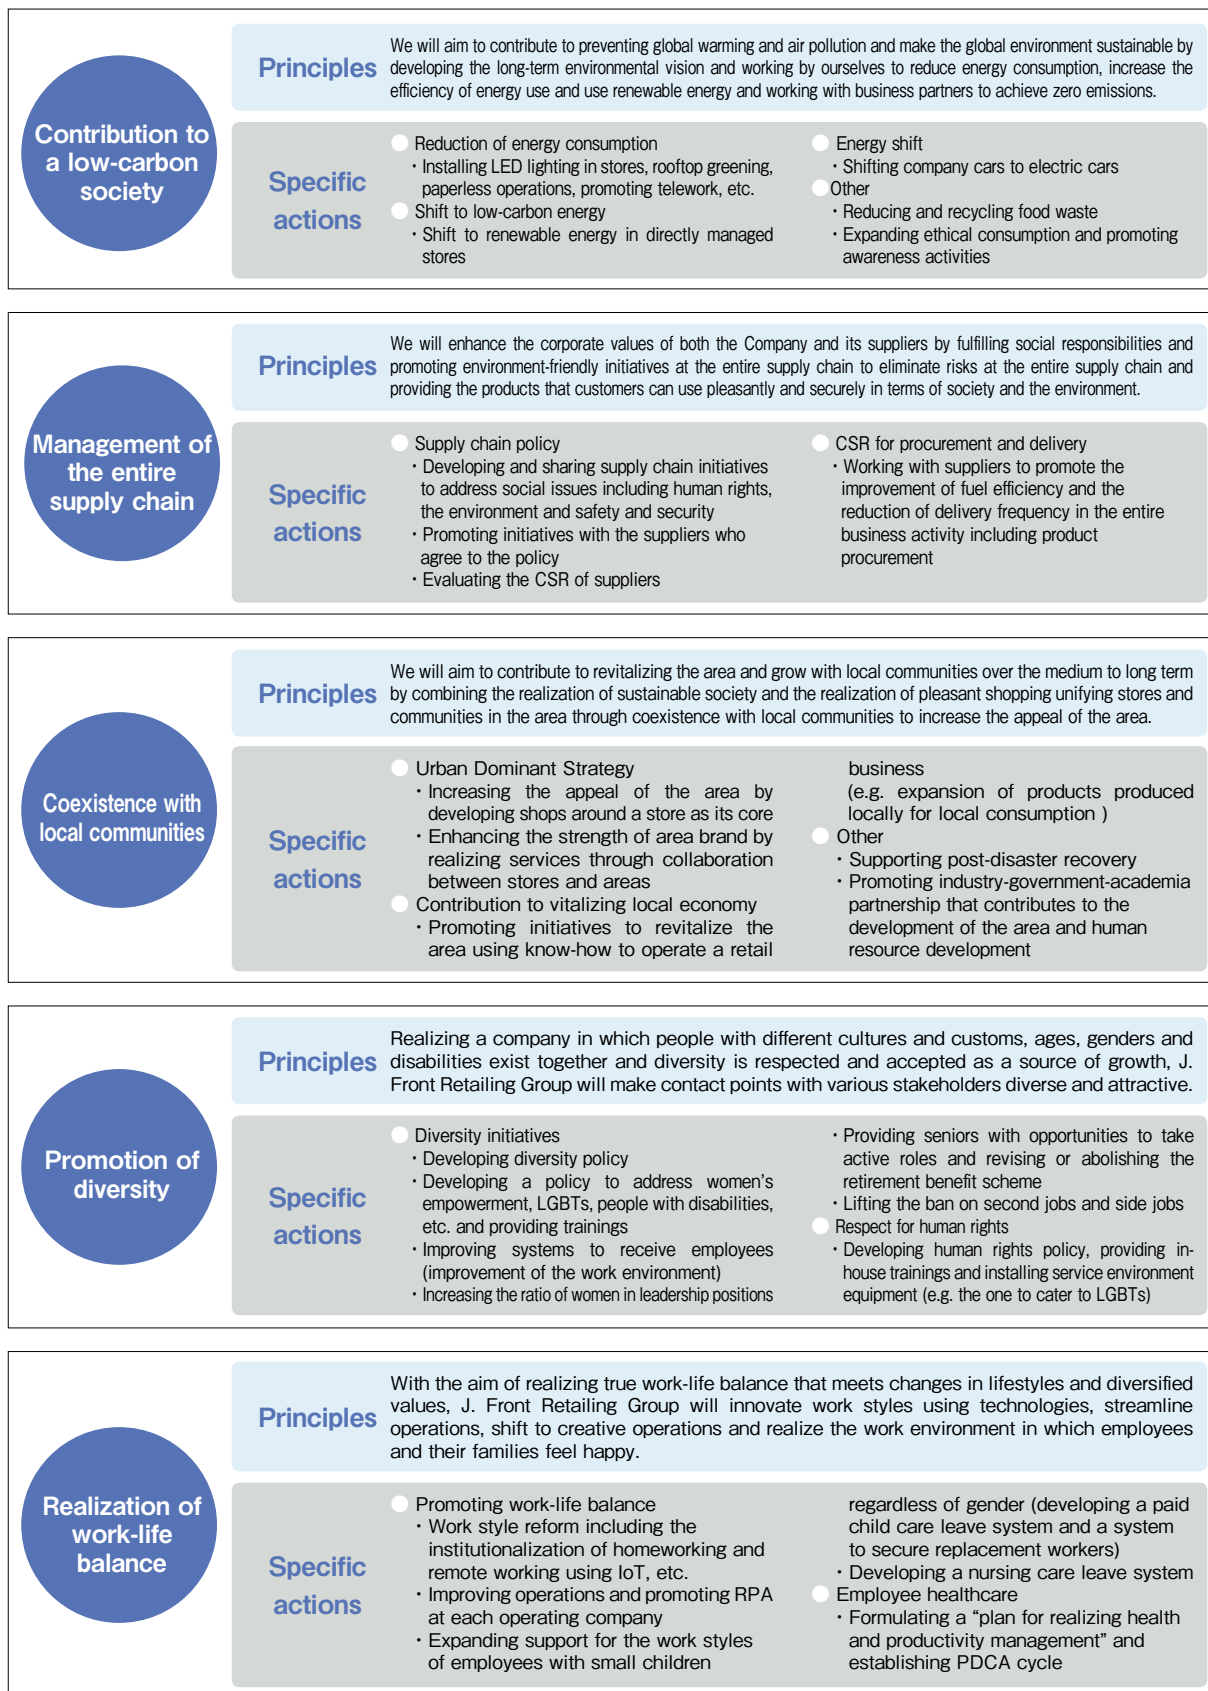 Contribution to
a low-carbon
society
Principles
We will aim to contribute to preventing global warming and air pollution and make the global environment sustainable by
developing the long-term environmental vision and working by ourselves to reduce energy consumption, increase the
efficiency of energy use and use renewable energy and working with business partners to achieve zero emissions.
Specific
actions
Reduction of energy consumption
・Installing LED lighting in stores, rooftop greening,
paperless operations, promoting telework, etc.
Shift to low-carbon energy
・Shift to renewable energy in directly managed
stores
Energy shift
・Shifting company cars to electric cars
Other
・Reducing and recycling food waste
・Expanding ethical consumption and promoting
awareness activities
Management of
the entire
supply chain
Principles
We will enhance the corporate values of both the Company and its suppliers by fulfilling social responsibilities and
promoting environment-friendly initiatives at the entire supply chain to eliminate risks at the entire supply chain and
providing the products that customers can use pleasantly and securely in terms of society and the environment.
Specific
actions
Supply chain policy
・Developing and sharing supply chain initiatives
to address social issues including human rights,
the environment and safety and security
・Promoting initiatives with the suppliers who
agree to the policy
・Evaluating the CSR of suppliers
CSR for procurement and delivery
・Working with suppliers to promote the
improvement of fuel efficiency and the
reduction of delivery frequency in the entire
business activity including product
procurement
Coexistence with
local communities
Principles
We will aim to contribute to revitalizing the area and grow with local communities over the medium to long term
by combining the realization of sustainable society and the realization of pleasant shopping unifying stores and
communities in the area through coexistence with local communities to increase the appeal of the area.
Specific
actions
Urban Dominant Strategy
・Increasing the appeal of the area by
developing shops around a store as its core
・Enhancing the strength of area brand by
realizing services through collaboration
between stores and areas
Contribution to vitalizing local economy
・Promoting initiatives to revitalize the
area using know-how to operate a retail
business
(e.g. expansion of products produced
locally for local consumption )
Other
・Supporting post-disaster recovery
・Promoting industry-government-academia
partnership that contributes to the
development of the area and human
resource development
Promotion of
diversity
Principles
Realizing a company in which people with different cultures and customs, ages, genders and
disabilities exist together and diversity is respected and accepted as a source of growth, J.
Front Retailing Group will make contact points with various stakeholders diverse and attractive.
Specific
actions
Diversity initiatives
・Developing diversity policy
・Developing a policy to address women's
empowerment, LGBTs, people with disabilities,
etc. and providing trainings
・Improving systems to receive employees
(improvement of the work environment)
・Increasing the ratio of women in leadership positions
・Providing seniors with opportunities to take
active roles and revising or abolishing the
retirement benefit scheme
・Lifting the ban on second jobs and side jobs
Respect for human rights
・Developing human rights policy, providing in-
house trainings and installing service environment
equipment (e.g. the one to cater to LGBTs)
Realization of
work-life
balance
Principles
With the aim of realizing true work-life balance that meets changes in lifestyles and diversified
values, J. Front Retailing Group will innovate work styles using technologies, streamline
operations, shift to creative operations and realize the work environment in which employees
and their families feel happy.
Specific
actions
Promoting work-life balance
・Work style reform including the
institutionalization of homeworking and
remote working using IoT, etc.
・Improving operations and promoting RPA
at each operating company
・Expanding support for the work styles
of employees with small children
regardless of gender (developing a paid
child care leave system and a system
to secure replacement workers)
・Developing a nursing care leave system
Employee healthcare
・Formulating a “plan for realizing health
and productivity management” and
establishing PDCA cycle